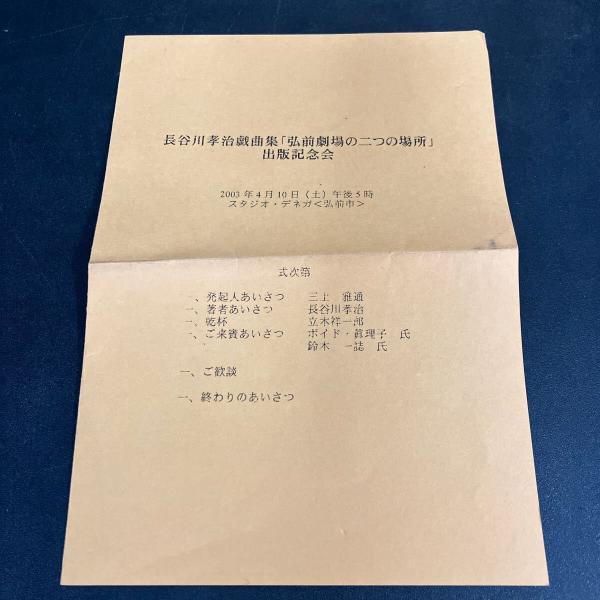 長谷川孝治戯曲集「弘前劇場の二つの場所」
出版記念会
2003年4月10日（土）午後5時
スタジオ・デネガ＜弘前市＞
式次第
一、発起人あいさつ 三上 雅通
一、著者あいさつ 長谷川孝治
一、乾杯 立木祥一郎
一、ご来賓あいさつ ボイド・眞理子 氏
鈴木 一誌 氏
一、ご歓談
一、終わりのあいさつ